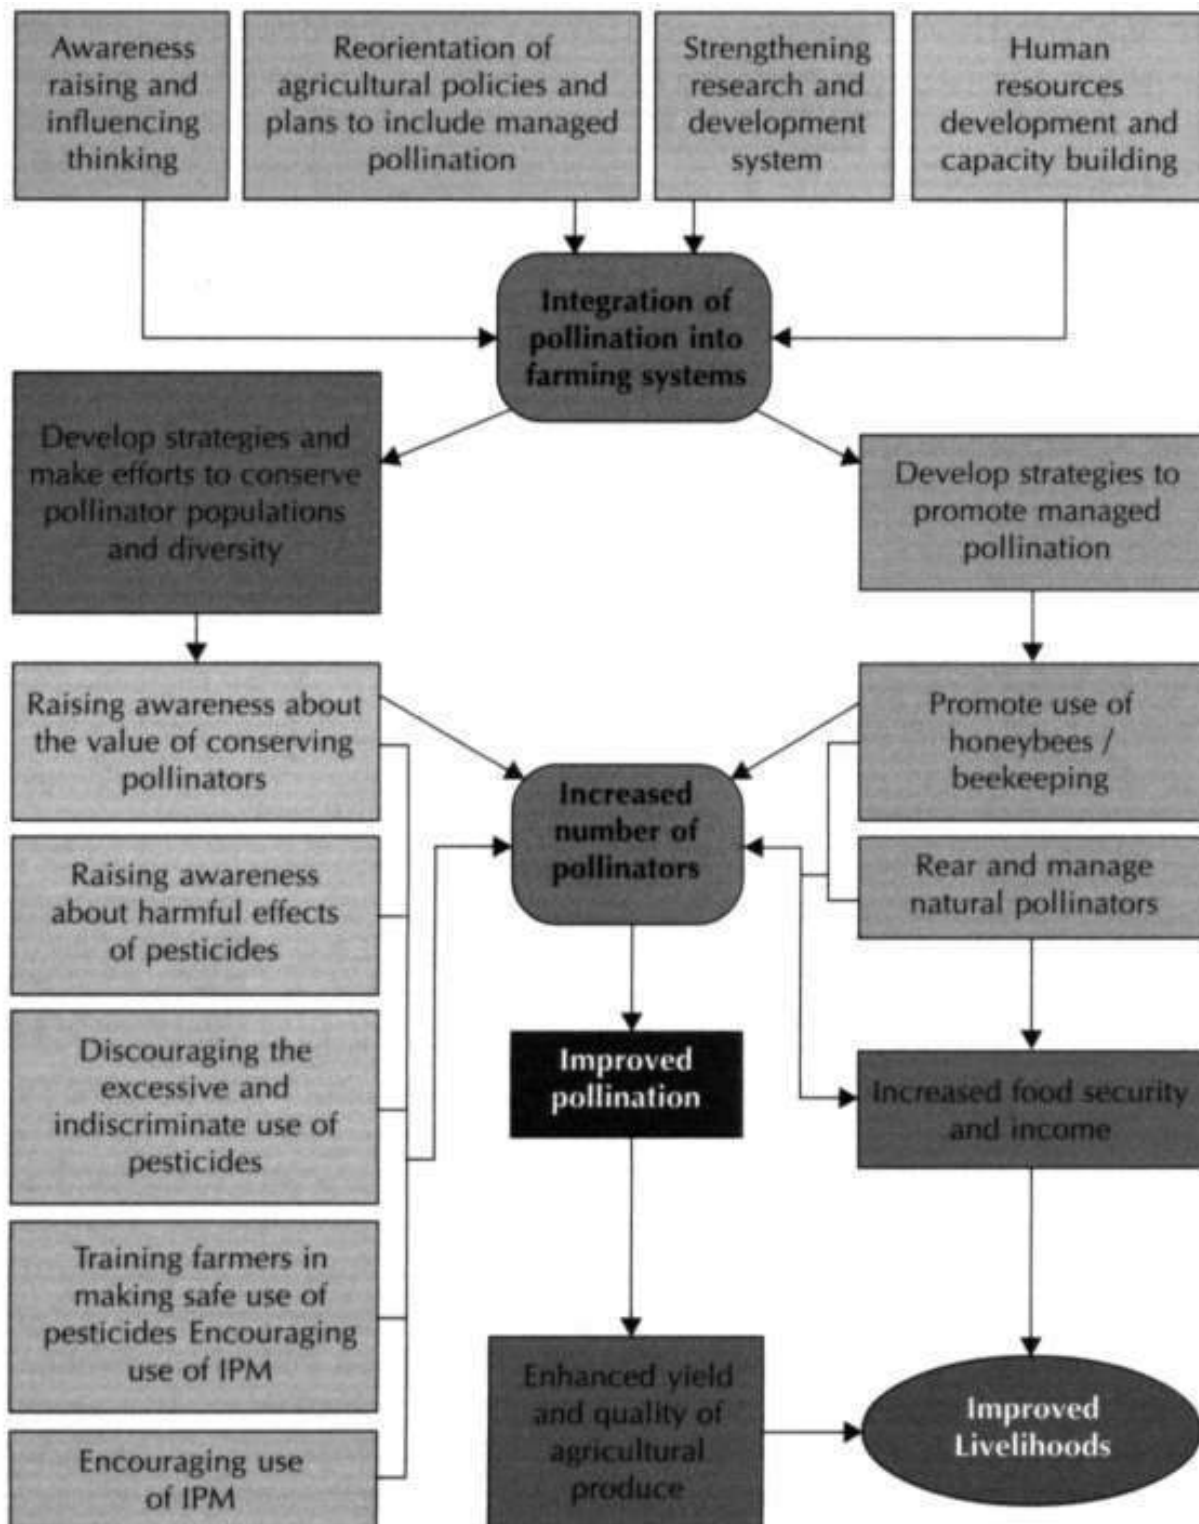 Awareness
raising and
influencing
thinking
Reorientation of
agricultural policies and
plans to include managed
pollination
Strengthening
research and
development
system
Human
resources
development and
capacity building
Integration of
pollination into
farming systems
Develop strategies and
make efforts to conserve
pollinator populations
and diversity
Develop strategies to
promote managed
pollination
Raising awareness about
the value of conserving
pollinators
Promote use of
honeybees /
beekeeping
Increased
number of
pollinators
Raising awareness
about harmful effects
of pesticides
Rear and manage
natural pollinators
Discouraging the
excessive and
indiscriminate use of
pesticides
Improved
pollination
Increased food security
and income
Training farmers in
making safe use of
pesticides Encouraging
use of IPM
Enhanced yield
and quality of
agricultural
produce
Improved
Livelihoods
Encouraging use
of IPM